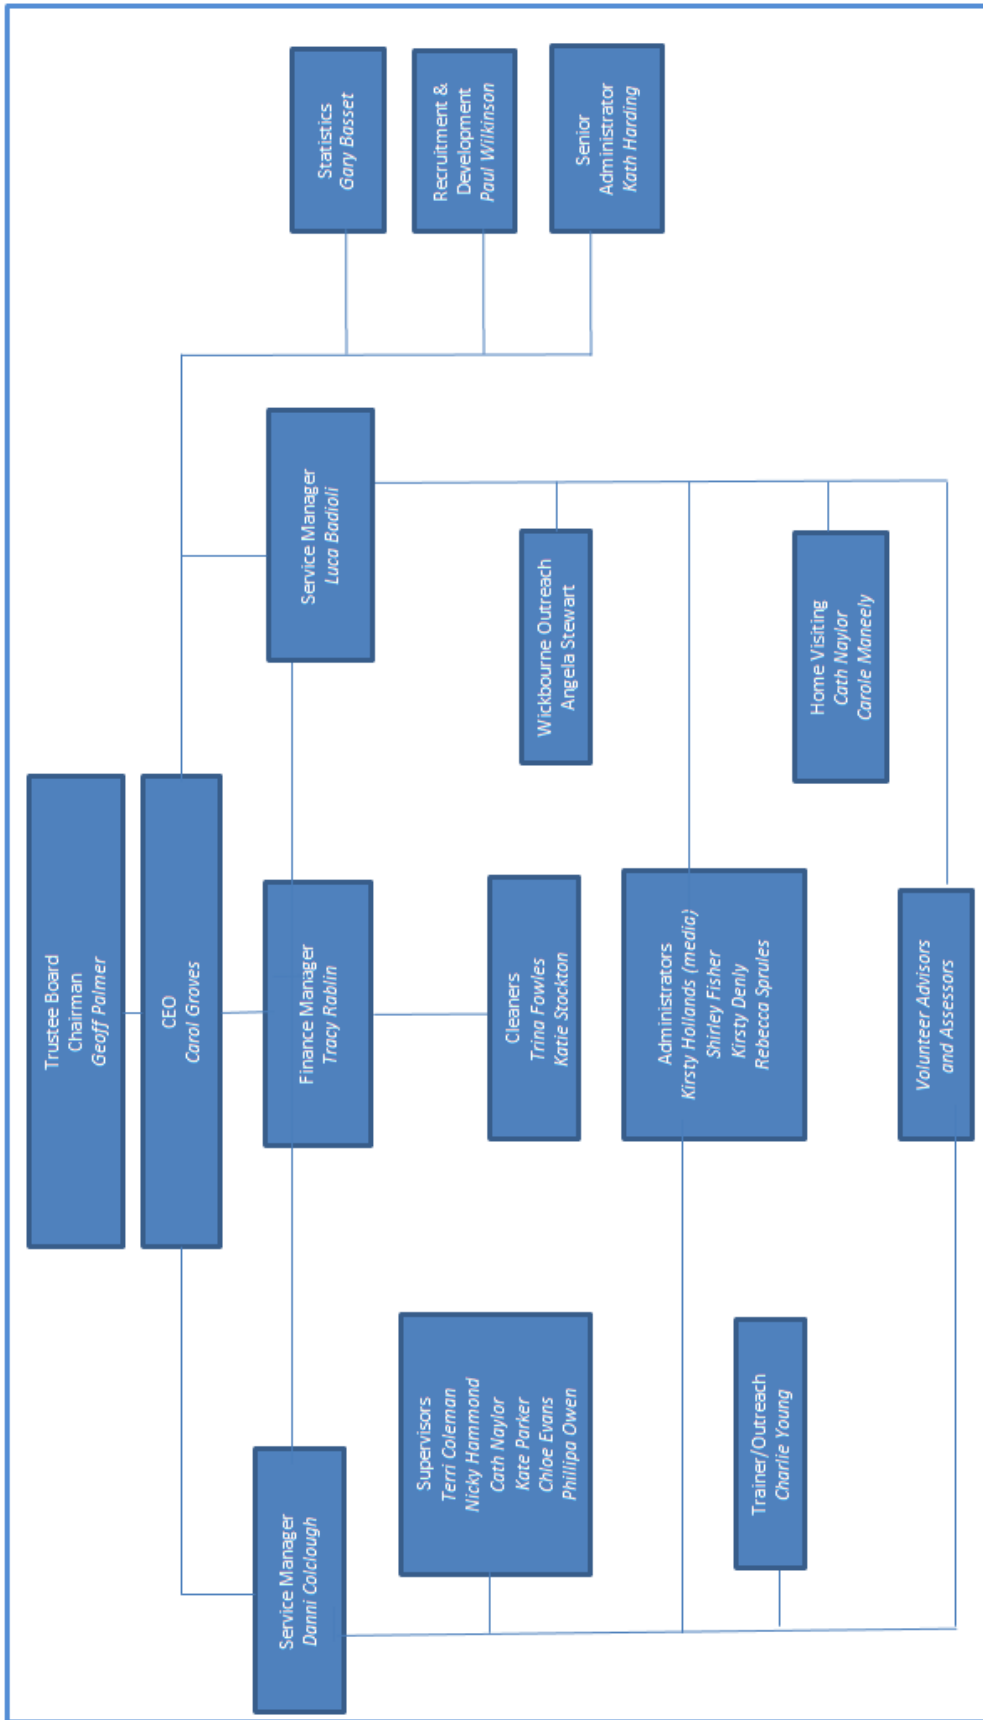 Trustee Board
Chairman
Geoff Palmer
CEO
Carol Groves
Service Manager
Danni Colclough
Finance Manager
Tracy Rablin
Service Manager
Luca Badioli
Statistics
Gary Basset
Recruitment &
Development
Paul Wilkinson
Senior
Administrator
Kath Harding
Supervisors
Terri Coleman
Nicky Hammond
Cath Naylor
Kate Parker
Chloe Evans
Phillipa Owen
Cleaners
Trina Fowles
Katie Stockton
Wickbourne Outreach
Angela Stewart
Administrators
Kirsty Hollands (media)
Shirley Fisher
Kirsty Denly
Rebecca Sprules
Trainer/Outreach
Charlie Young
Home Visiting
Cath Naylor
Carole Maneely
Volunteer Advisors
and Assessors